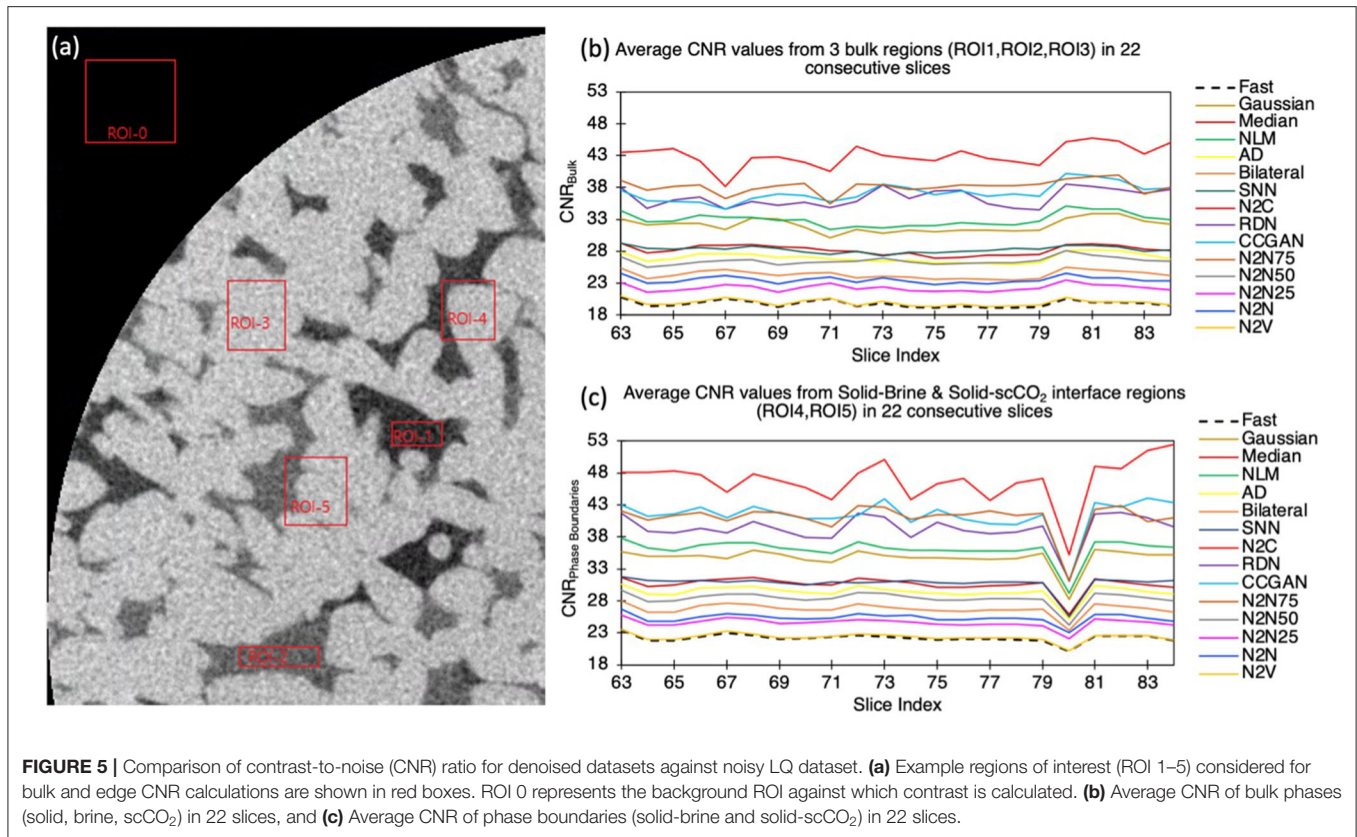 (a)
ROI-0
ROI-3
ROI-4
ROI-1
ROI-5
ROI-2
(b) Average CNR values from 3 bulk regions (ROI1,ROI2,ROI3) in 22
consecutive slices
CNRBulk
53
48
43
38
33
28
23
18
63 65 67 69 71 73 75 77 79 81 83
Slice Index
Fast
Gaussian
Median
NLM
AD
Bilateral
SNN
N2C
RDN
CCGAN
N2N75
N2N50
N2N25
N2N
N2V
(c) Average CNR values from Solid-Brine & Solid-scCO₂ interface regions
(ROI4,ROI5) in 22 consecutive slices
CNRPhase Boundaries
53
48
43
38
33
28
23
18
63 65 67 69 71 73 75 77 79 81 83
Slice Index
Fast
Gaussian
Median
NLM
AD
Bilateral
SNN
N2C
RDN
CCGAN
N2N75
N2N50
N2N25
N2N
N2V
FIGURE 5 | Comparison of contrast-to-noise (CNR) ratio for denoised datasets against noisy LQ dataset. (a) Example regions of interest (ROI 1–5) considered for
bulk and edge CNR calculations are shown in red boxes. ROI 0 represents the background ROI against which contrast is calculated. (b) Average CNR of bulk phases
(solid, brine, scCO₂) in 22 slices, and (c) Average CNR of phase boundaries (solid-brine and solid-scCO₂) in 22 slices.